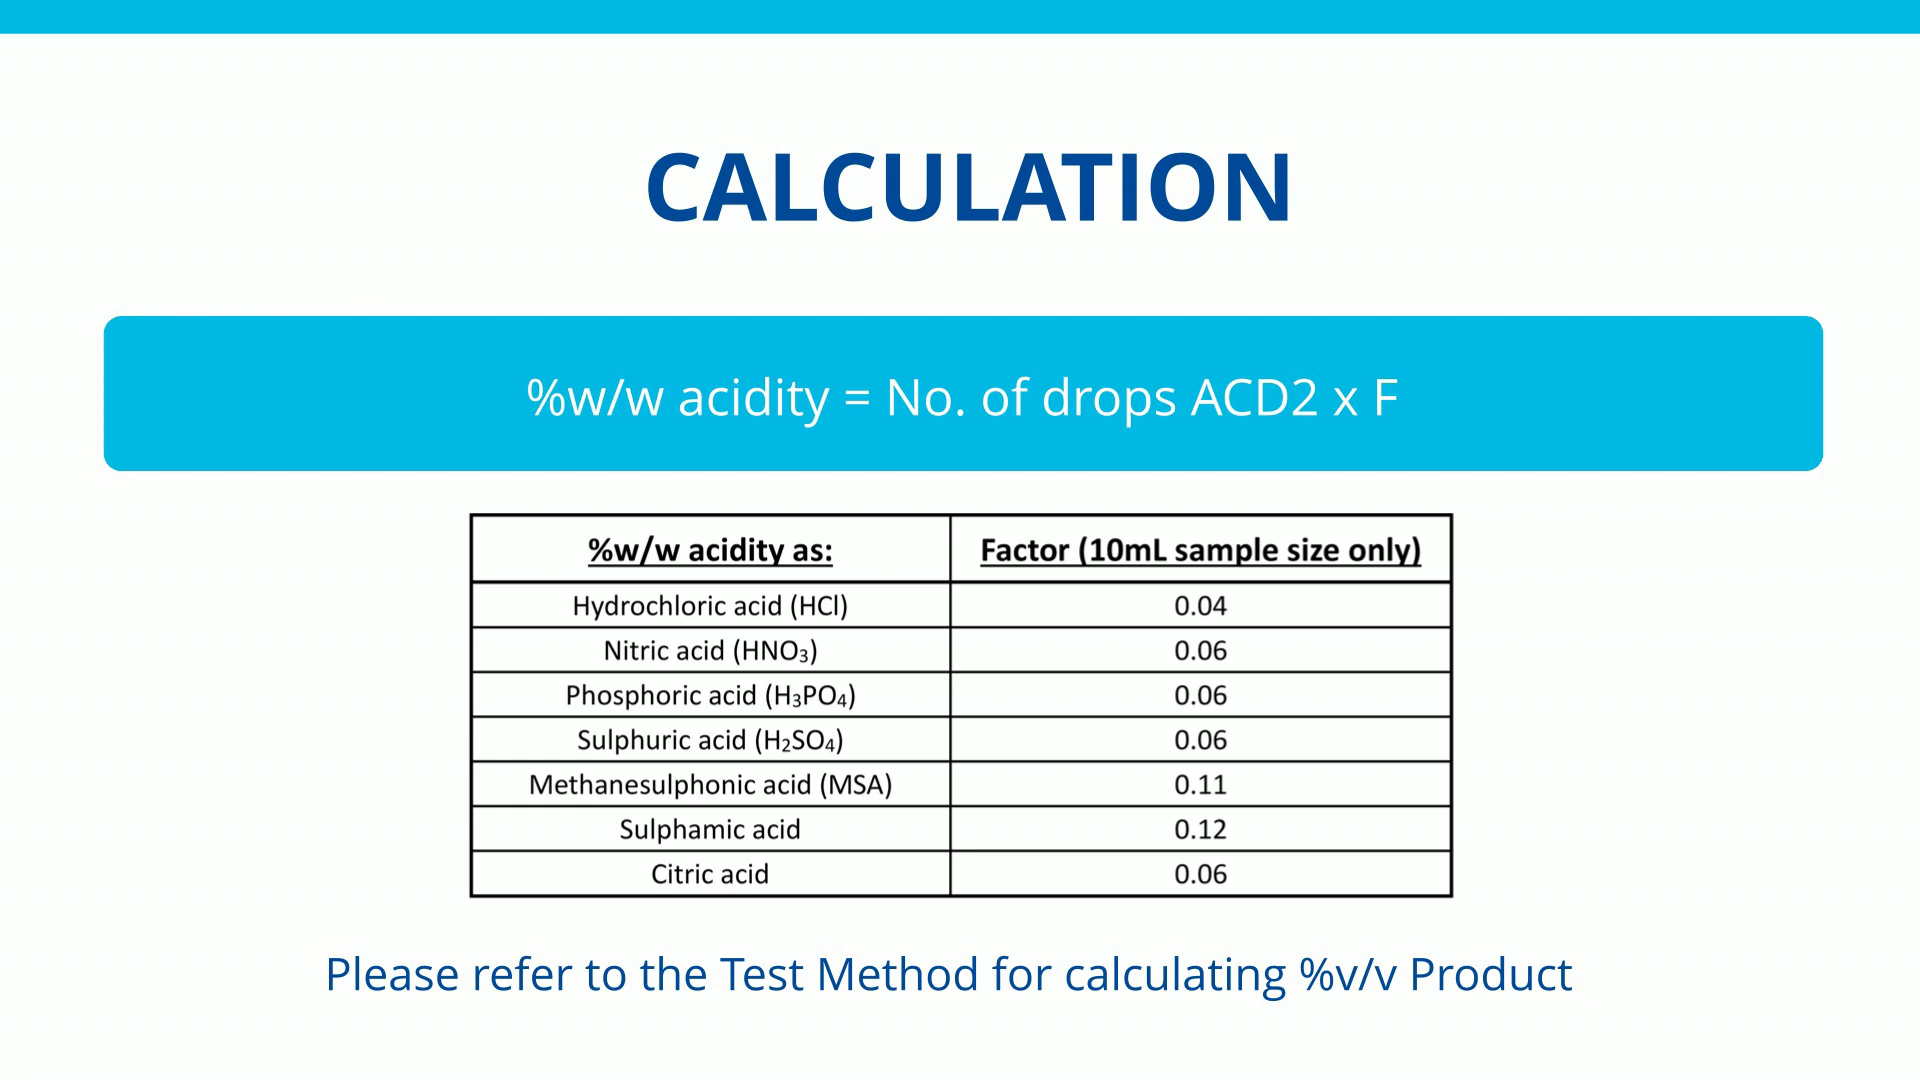 CALCULATION
%w/w acidity = No. of drops ACD2 x F
%w/w acidity as: Factor (10mL sample size only)
Hydrochloric acid (HCl) 0.04
Nitric acid (HNO₃) 0.06
Phosphoric acid (H₃PO₄) 0.06
Sulphuric acid (H₂SO₄) 0.06
Methanesulphonic acid (MSA) 0.11
Sulphamic acid 0.12
Citric acid 0.06
Please refer to the Test Method for calculating %v/v Product